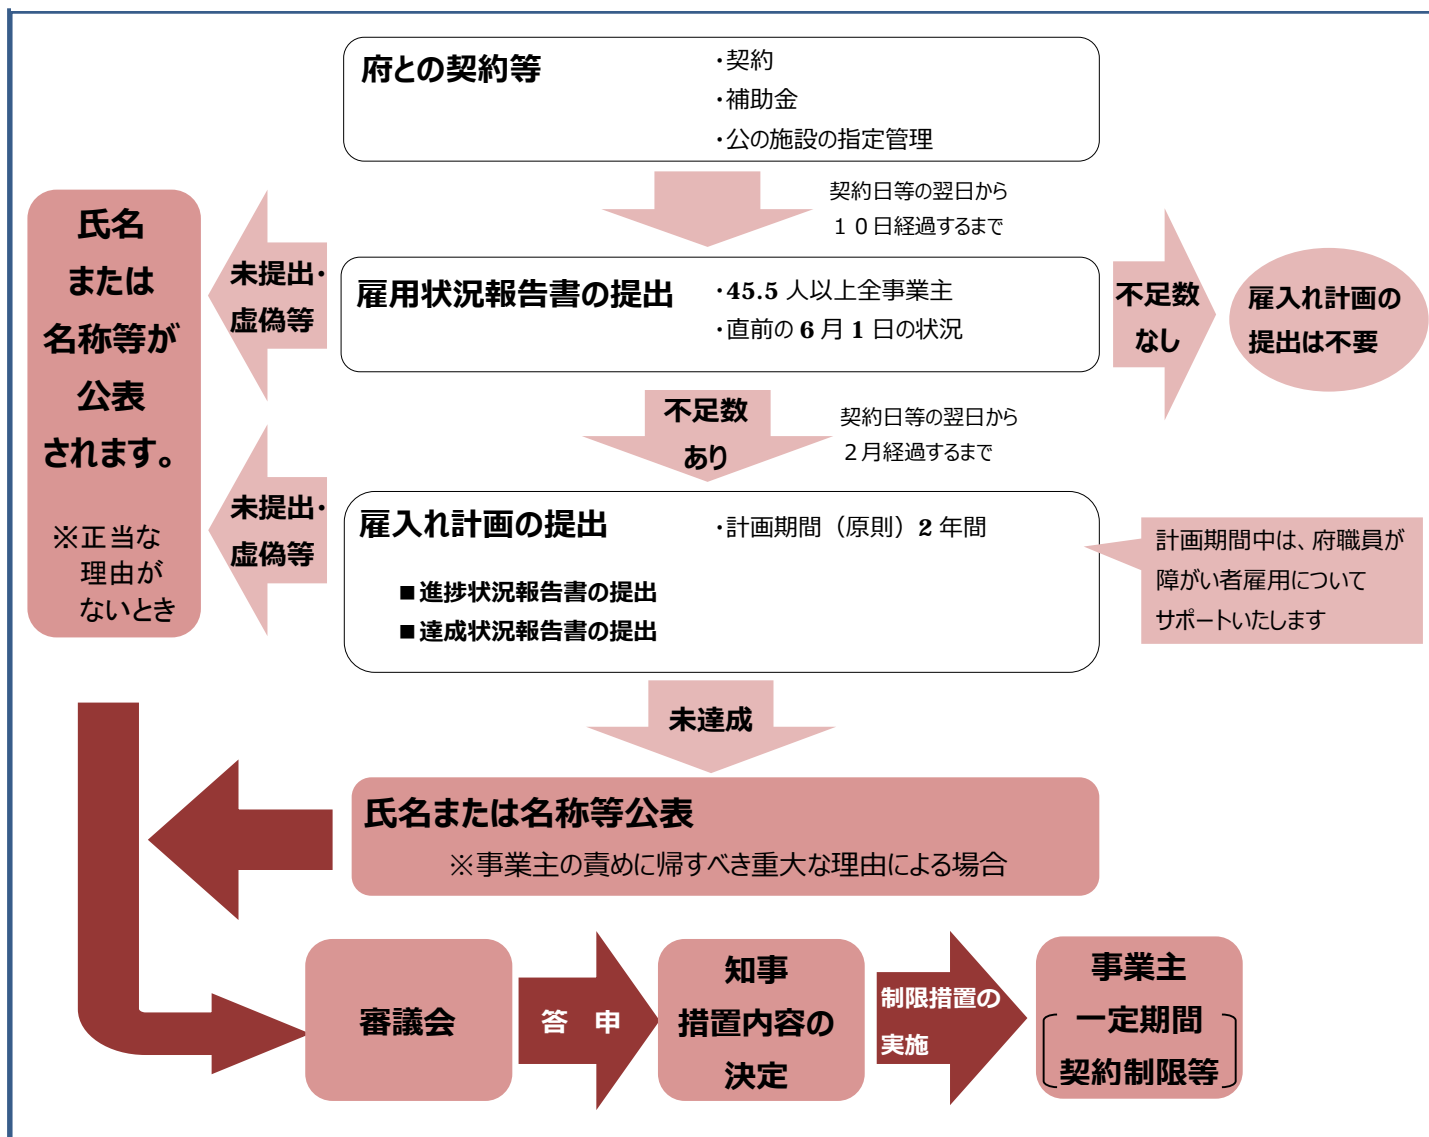 府との契約等
・契約
・補助金
・公の施設の指定管理
契約日等の翌日から
１０日経過するまで
氏名
または
名称等が
公表
されます。
※正当な
理由が
ないとき
未提出・
虚偽等
雇用状況報告書の提出
・45.5 人以上全事業主
・直前の 6 月 1 日の状況
不足数
なし
雇入れ計画の
提出は不要
不足数
あり
契約日等の翌日から
２月経過するまで
未提出・
虚偽等
雇入れ計画の提出
・計画期間（原則）2 年間
■進捗状況報告書の提出
■達成状況報告書の提出
計画期間中は、府職員が
障がい者雇用について
サポートいたします
未達成
氏名または名称等公表
※事業主の責めに帰すべき重大な理由による場合
審議会
答　申
知事
措置内容の
決定
制限措置の
実施
事業主
一定期間
契約制限等